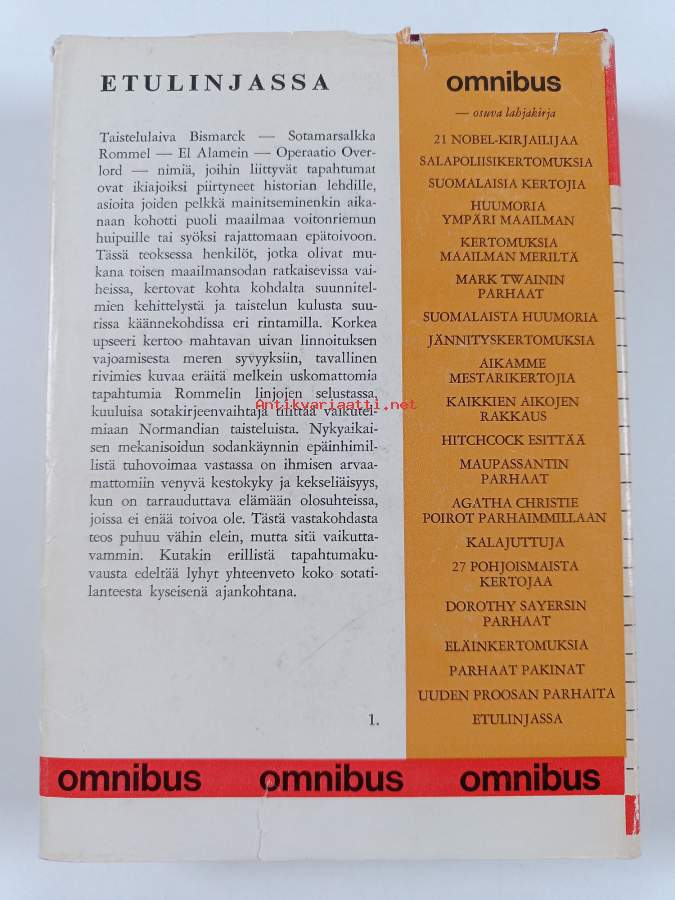 ETULINJASSA
Taistelulaiva Bismarck — Sotamarsalkka
Rommel — El Alamein — Operaatio Over-
lord — nimiä, joihin liittyvät tapahtumat
ovat ikiajoiksi piirtyneet historian lehdille,
asioita joiden pelkkä mainitseminenkin aika-
naan kohotti puoli maailmaa voitonriemun
huipuille tai syöksi rajattomaan epätoivoon.
Tässä teoksessa henkilöt, jotka olivat mu-
kana toisen maailmansodan ratkaisevissa vai-
heissa, kertovat kohta kohdalta suunnitel-
mien kehittelystä ja taistelun kulusta suu-
rissa käännekohdissa eri rintamilla. Korkea
upseeri kertoo mahtavan uivan linnoituksen
vajoamisesta meren syvyyksiin, tavallinen
rivimies kuvaa eräitä melkein uskomattomia
tapahtumia Rommelin linjojen selustassa,
kuuluisa sotakirjeenvaihtaja liittää vaikutel-
miaan Normandian taisteluista. Nykyaikai-
sen mekanisoidun sodankäynnin epäinhimil-
listä tuhovoimaa vastassa on ihmisen arvaa-
mattomiin venyvä kestokyky ja kekseliäisyys,
kun on tarrauduttava elämään olosuhteissa,
joissa ei enää toivoa ole. Tästä vastakohdasta
teos puhuu vähin elein, mutta sitä vaikutta-
vammin. Kutakin erillistä tapahtumaku-
vausta edeltää lyhyt yhteenveto koko sotati-
lanteesta kyseisenä ajankohtana.
1.
omnibus
— osuva lahjakirja
21 NOBEL-KIRJAILIJAA
SALAPOLIISIKERTOMUKSIA
SUOMALAISIA KERTOJIA
HUUMORIA
YMPÄRI MAAILMAN
KERTOMUKSIA
MAAILMAN MERILTÄ
MARK TWAININ
PARHAAT
SUOMALAISTA HUUMORIA
JÄNNITYSKERTOMUKSIA
AIKAMME
MESTARIKERTOJIA
KAIKKIEN AIKOJEN
RAKKAUS
HITCHCOCK ESITTÄÄ
MAUPASSANTIN
PARHAAT
AGATHA CHRISTIE
POIROT PARHAIMMILLAAN
KALAJUTTUJA
27 POHJOISMAISTA
KERTOJAA
DOROTHY SAYERSIN
PARHAAT
ELÄINKERTOMUKSIA
PARHAAT PAKINAT
UUDEN PROOSAN PARHAITA
ETULINJASSA
omnibus omnibus omnibus
Antikvariaatti.net